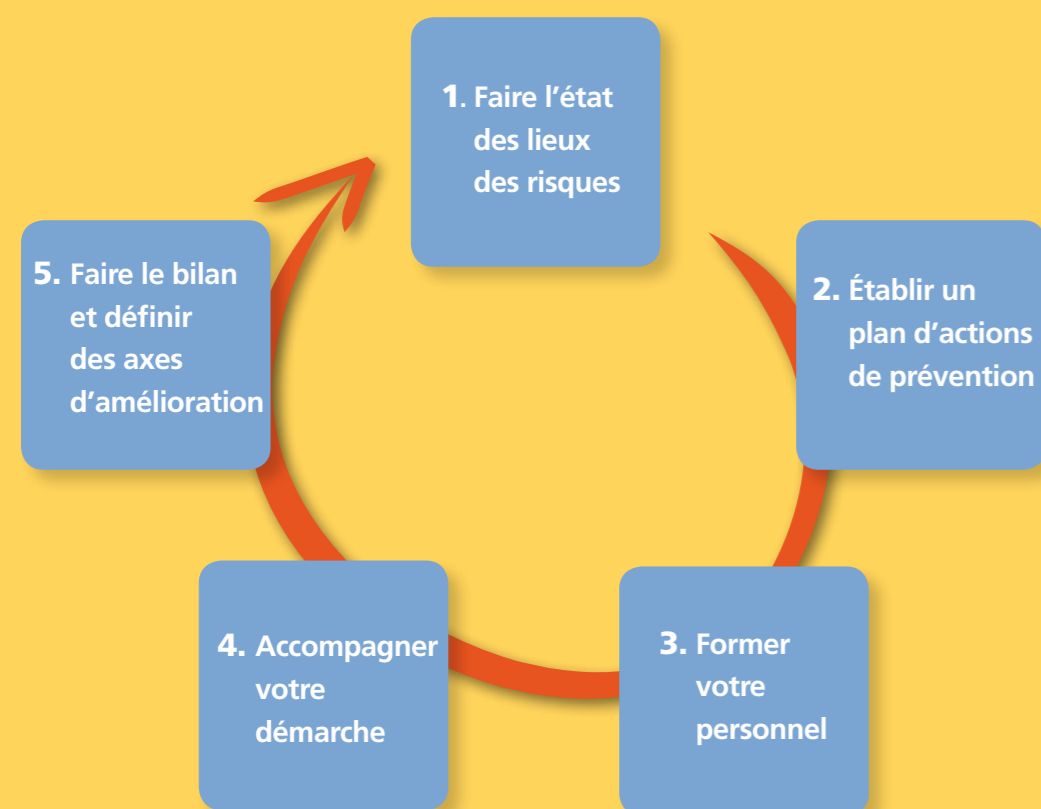 1. Faire l’état
des lieux
des risques
2. Établir un
plan d’actions
de prévention
3. Former
votre
personnel
4. Accompagner
votre
démarche
5. Faire le bilan
et définir
des axes
d’amélioration